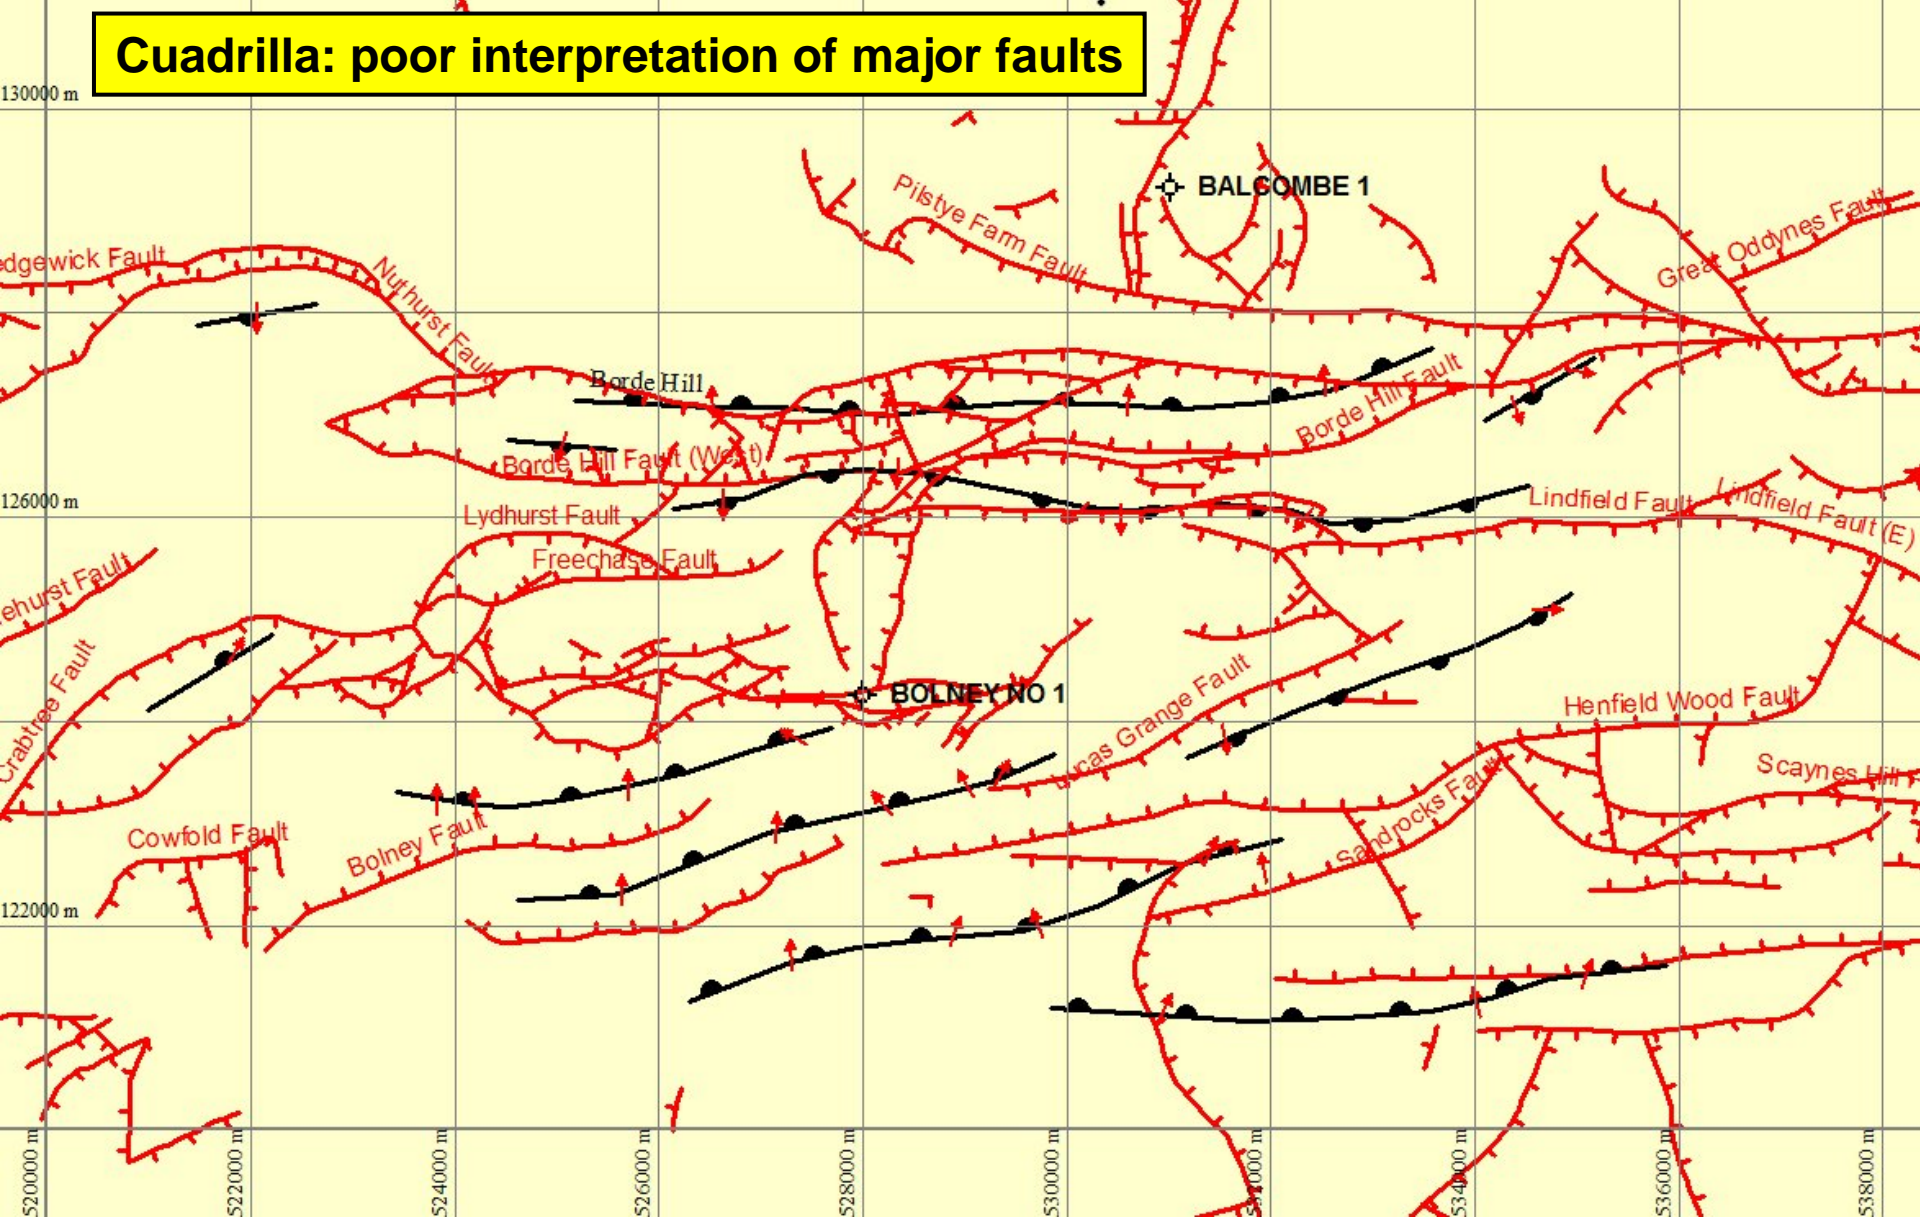 Cuadrilla: poor interpretation of major faults
130000 m
BALCOMBE 1
Pilstye Farm Fault
Great Oddynes Fault
edgewick Fault
Nuthurst Fault
Borde Hill
Borde Hill Fault
Borde Hill Fault (West)
126000 m
Lindfield Fault
Lindfield Fault (E)
Lydhurst Fault
Freechase Fault
ehurst Fault
Crabtree Fault
BOLNEY NO 1
Lucas Grange Fault
Henfield Wood Fault
Scaynes Hill
Sandrocks Fault
Cowfold Fault
Bolney Fault
122000 m
520000 m
522000 m
524000 m
526000 m
528000 m
530000 m
532000 m
534000 m
536000 m
538000 m